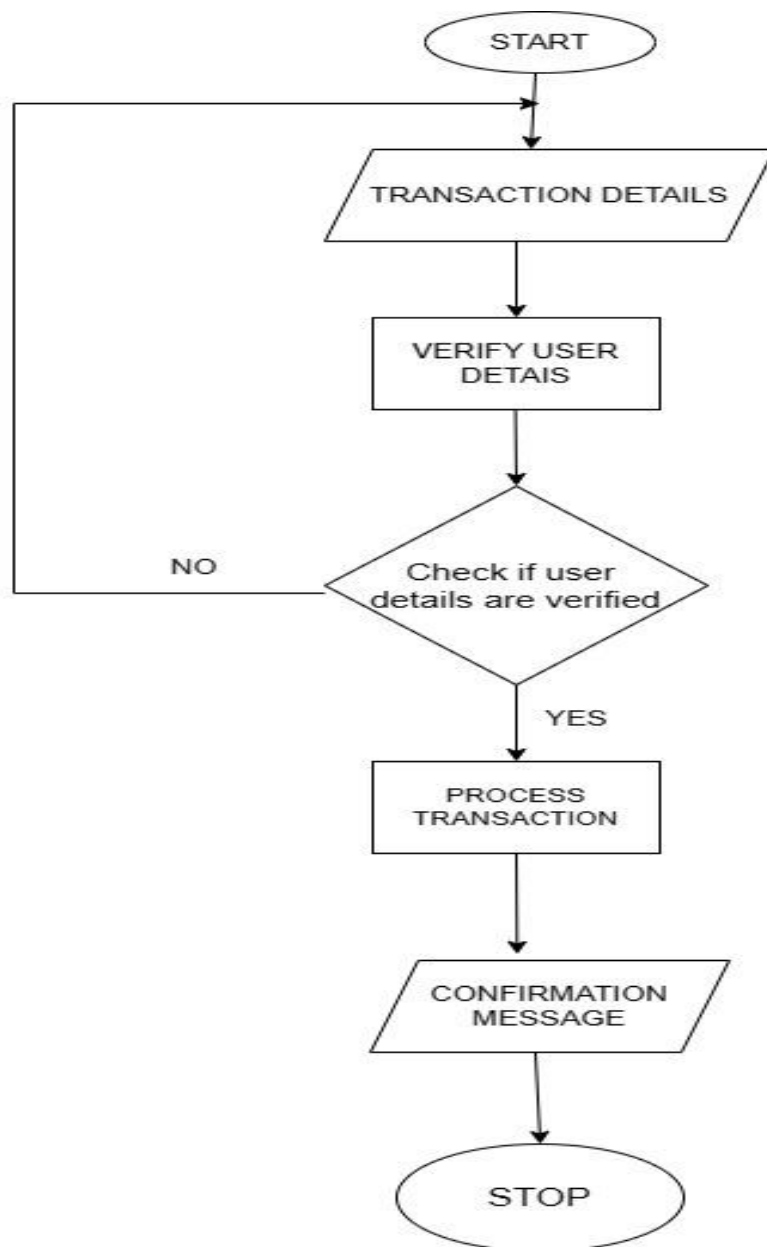 START
TRANSACTION DETAILS
VERIFY USER
DETAIS
NO
Check if user
details are verified
YES
PROCESS
TRANSACTION
CONFIRMATION
MESSAGE
STOP